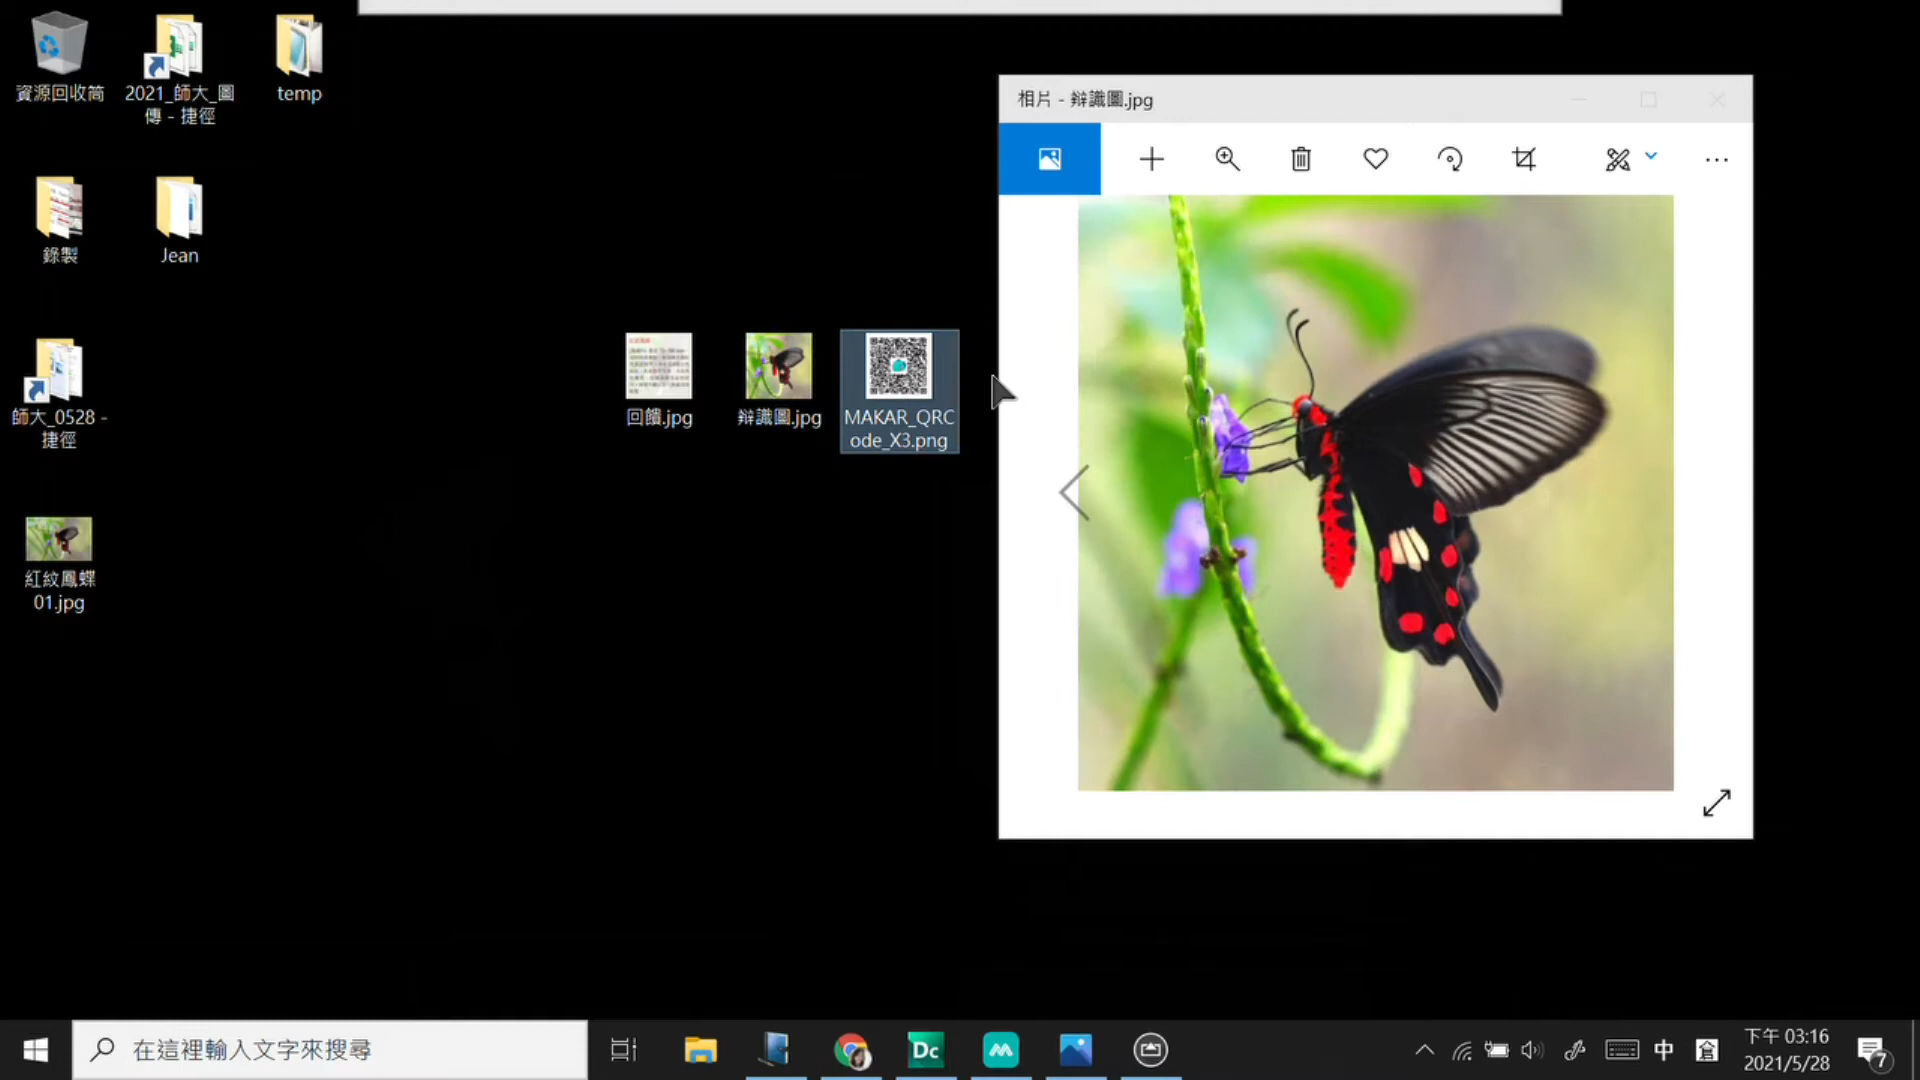 資源回收筒
2021_師大_圖
傳 - 捷徑
temp
錄製
Jean
師大_0528 -
捷徑
紅紋鳳蝶
01.jpg
回饋.jpg
辯識圖.jpg
MAKAR_QRC
ode_X3.png
相片 - 辯識圖.jpg
在這裡輸入文字來搜尋
Dc
中
倉
下午 03:16
2021/5/28
7